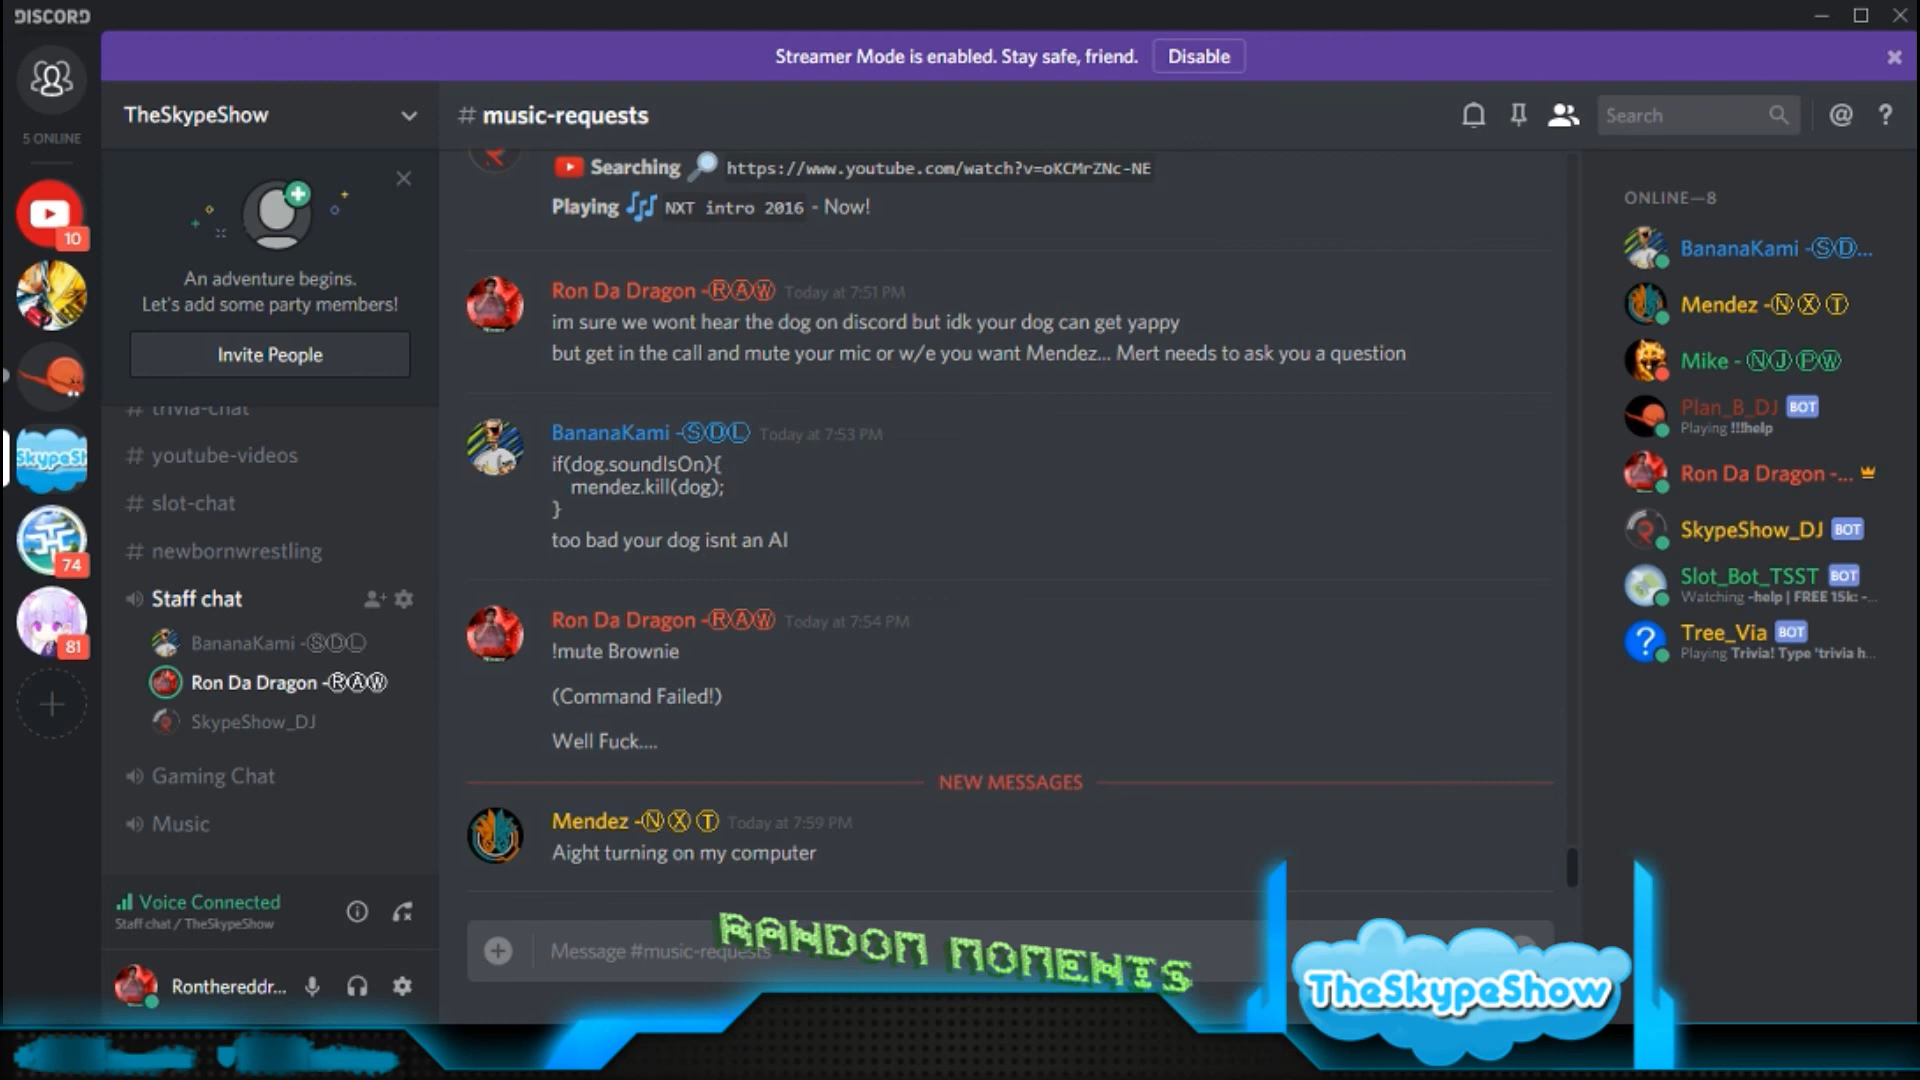 DISCORD
Streamer Mode is enabled. Stay safe, friend.
Disable
5 ONLINE
TheSkypeShow
# music-requests
Search
10
An adventure begins.
Let's add some party members!
Invite People
# trivia-chat
# youtube-videos
# slot-chat
# newbornwrestling
Staff chat
BananaKami -ⓈⒹⓁ
Ron Da Dragon -ⓇⒶⓌ
SkypeShow_DJ
Gaming Chat
Music
SkypeSh
74
81
Voice Connected
Staff chat / TheSkypeShow
Ronthereddr...
Searching https://www.youtube.com/watch?v=oKCMrZNc-NE
Playing NXT intro 2016 - Now!
Ron Da Dragon -ⓇⒶⓌ Today at 7:51 PM
im sure we wont hear the dog on discord but idk your dog can get yappy
but get in the call and mute your mic or w/e you want Mendez... Mert needs to ask you a question
BananaKami -ⓈⒹⓁ Today at 7:53 PM
if(dog.soundIsOn){
mendez.kill(dog);
}
too bad your dog isnt an AI
Ron Da Dragon -ⓇⒶⓌ Today at 7:54 PM
!mute Brownie
(Command Failed!)
Well Fuck....
NEW MESSAGES
Mendez -ⓃⓍⓉ Today at 7:59 PM
Aight turning on my computer
Message #music-requests
RANDOM MOMENTS
TheSkypeShow
ONLINE—8
BananaKami -ⓈⒹ...
Mendez -ⓃⓍⓉ
Mike - ⓃⒿⓅⓌ
Plan_B_DJ BOT
Playing !!!help
Ron Da Dragon -...
SkypeShow_DJ BOT
Slot_Bot_TSST BOT
Watching -help | FREE 15k: -...
Tree_Via BOT
Playing Trivia! Type 'trivia h...